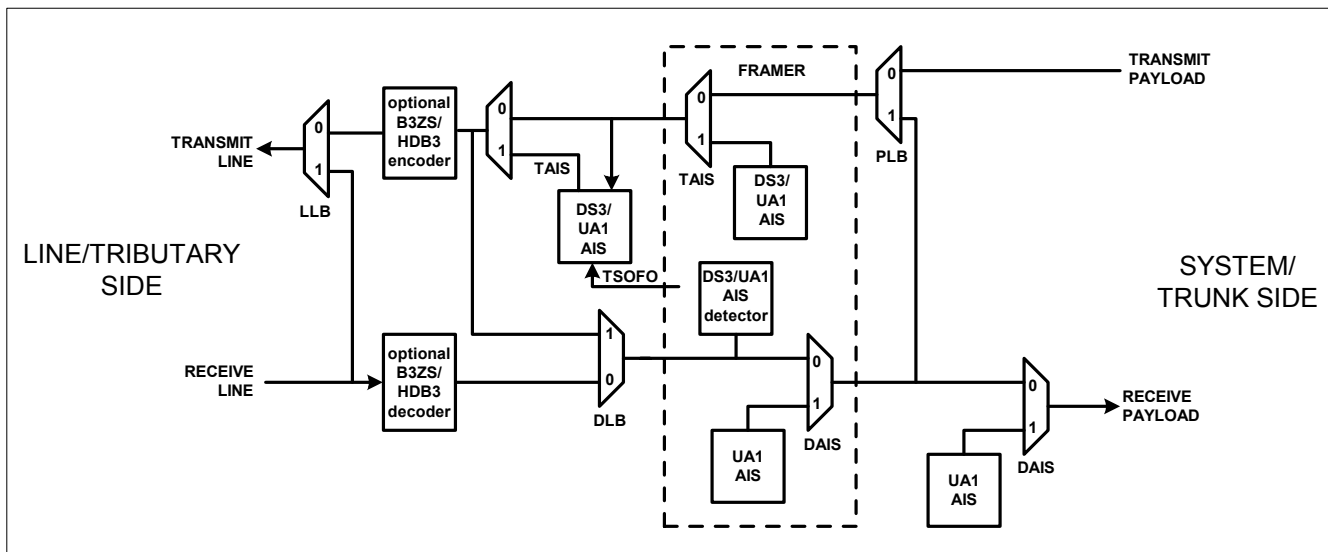 TRANSMIT
PAYLOAD
FRAMER
0
1
PLB
0
1
TAIS
DS3/
UA1
AIS
0
1
TAIS
DS3/
UA1
AIS
TSOFO
optional
B3ZS/
HDB3
encoder
TRANSMIT
LINE
0
1
LLB
LINE/TRIBUTARY
SIDE
SYSTEM/
TRUNK SIDE
DS3/UA1
AIS
detector
RECEIVE
LINE
optional
B3ZS/
HDB3
decoder
1
0
DLB
0
1
DAIS
UA1
AIS
0
1
DAIS
UA1
AIS
RECEIVE
PAYLOAD